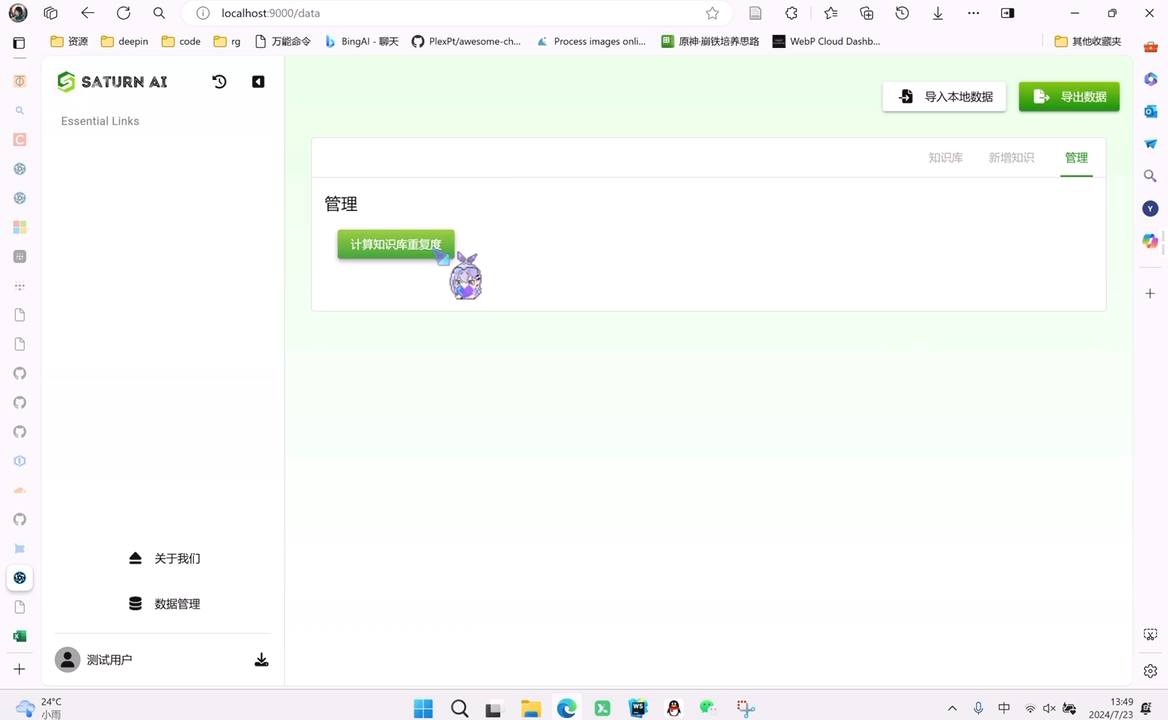 localhost:9000/data
资源
deepin
code
rg
万能命令
BingAI - 聊天
PlexPt/awesome-ch...
Process images onl...
原神·崩铁培养思路
WebP Cloud Dashb...
其他收藏夹
SATURN AI
Essential Links
导入本地数据
导出数据
知识库
新增知识
管理
管理
计算知识库重复度
关于我们
数据管理
测试用户
24°C
小雨
中
13:49
2024/7/23